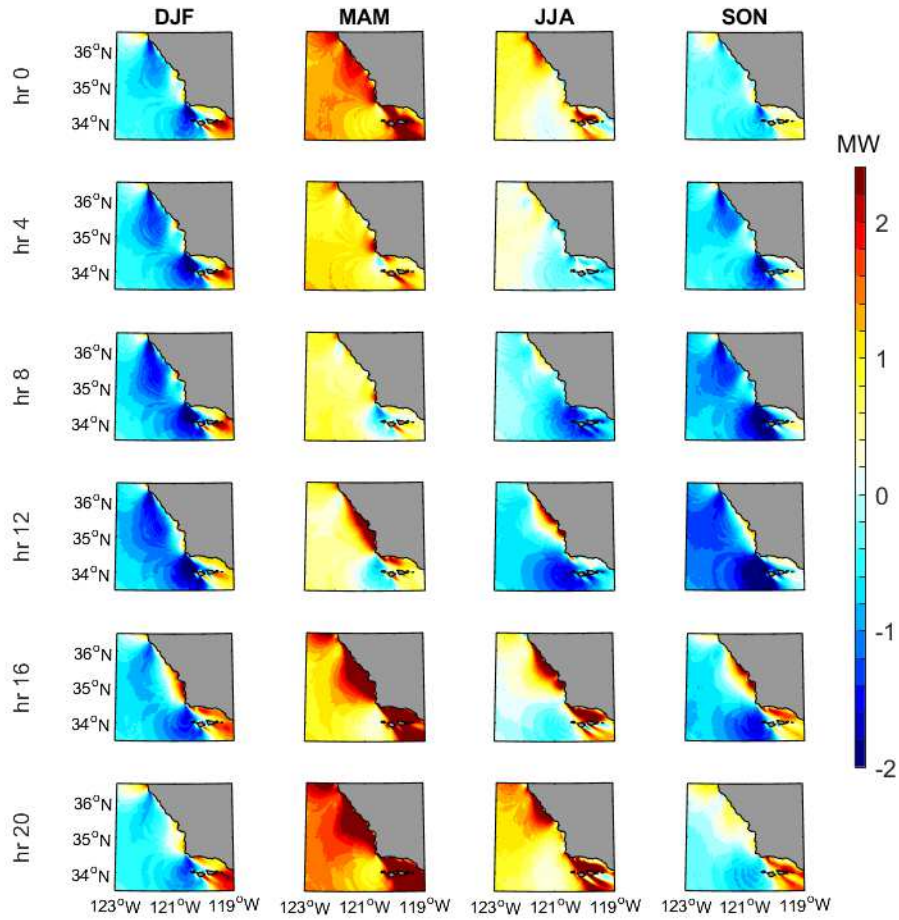 DJF MAM JJA SON
hr 0
36°N
35°N
34°N
MW
hr 4
36°N
35°N
34°N
2
hr 8
36°N
35°N
34°N
1
hr 12
36°N
35°N
34°N
0
-1
hr 16
36°N
35°N
34°N
-2
hr 20
36°N
35°N
34°N
123°W 121°W 119°W 123°W 121°W 119°W 123°W 121°W 119°W 123°W 121°W 119°W